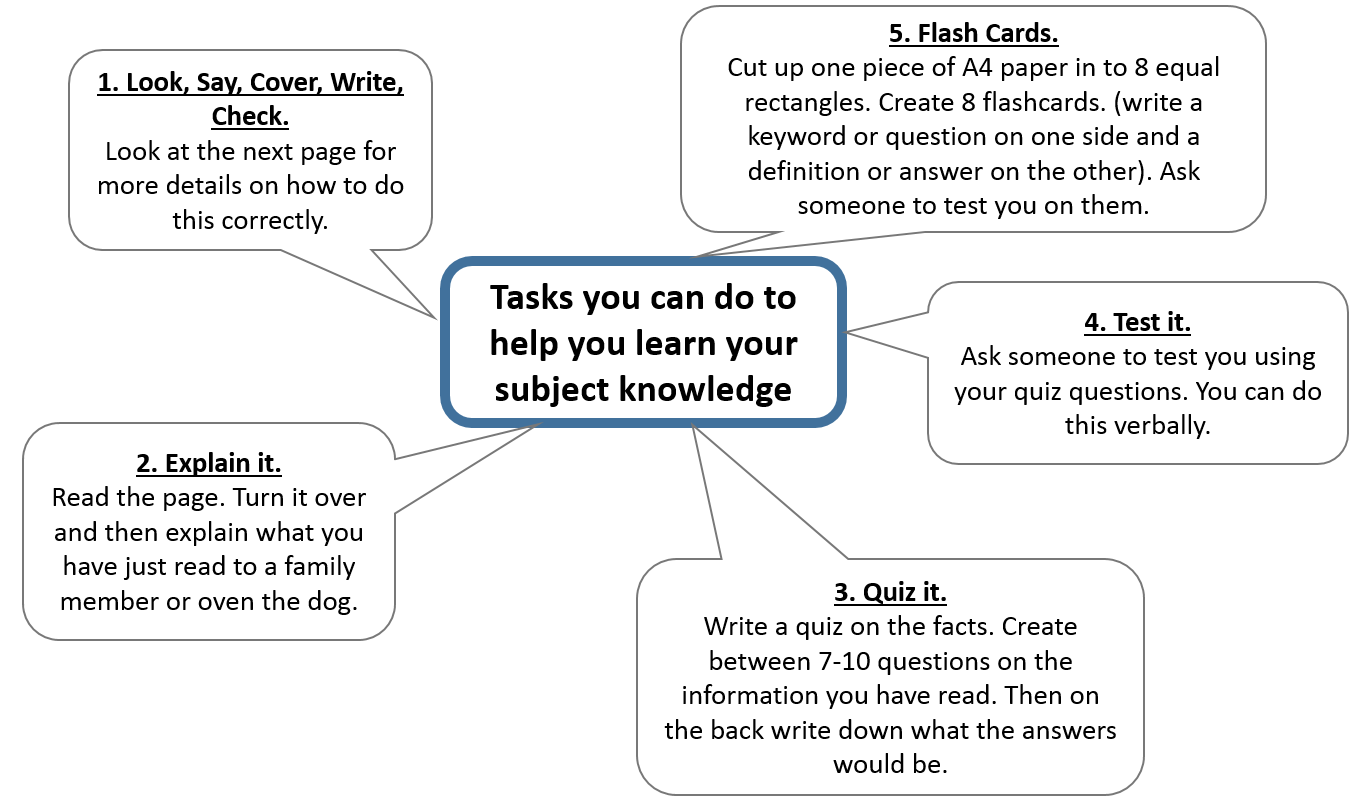 Tasks you can do to
help you learn your
subject knowledge
1. Look, Say, Cover, Write,
Check.
Look at the next page for
more details on how to do
this correctly.
2. Explain it.
Read the page. Turn it over
and then explain what you
have just read to a family
member or oven the dog.
3. Quiz it.
Write a quiz on the facts. Create
between 7-10 questions on the
information you have read. Then on
the back write down what the answers
would be.
4. Test it.
Ask someone to test you using
your quiz questions. You can do
this verbally.
5. Flash Cards.
Cut up one piece of A4 paper in to 8 equal
rectangles. Create 8 flashcards. (write a
keyword or question on one side and a
definition or answer on the other). Ask
someone to test you on them.